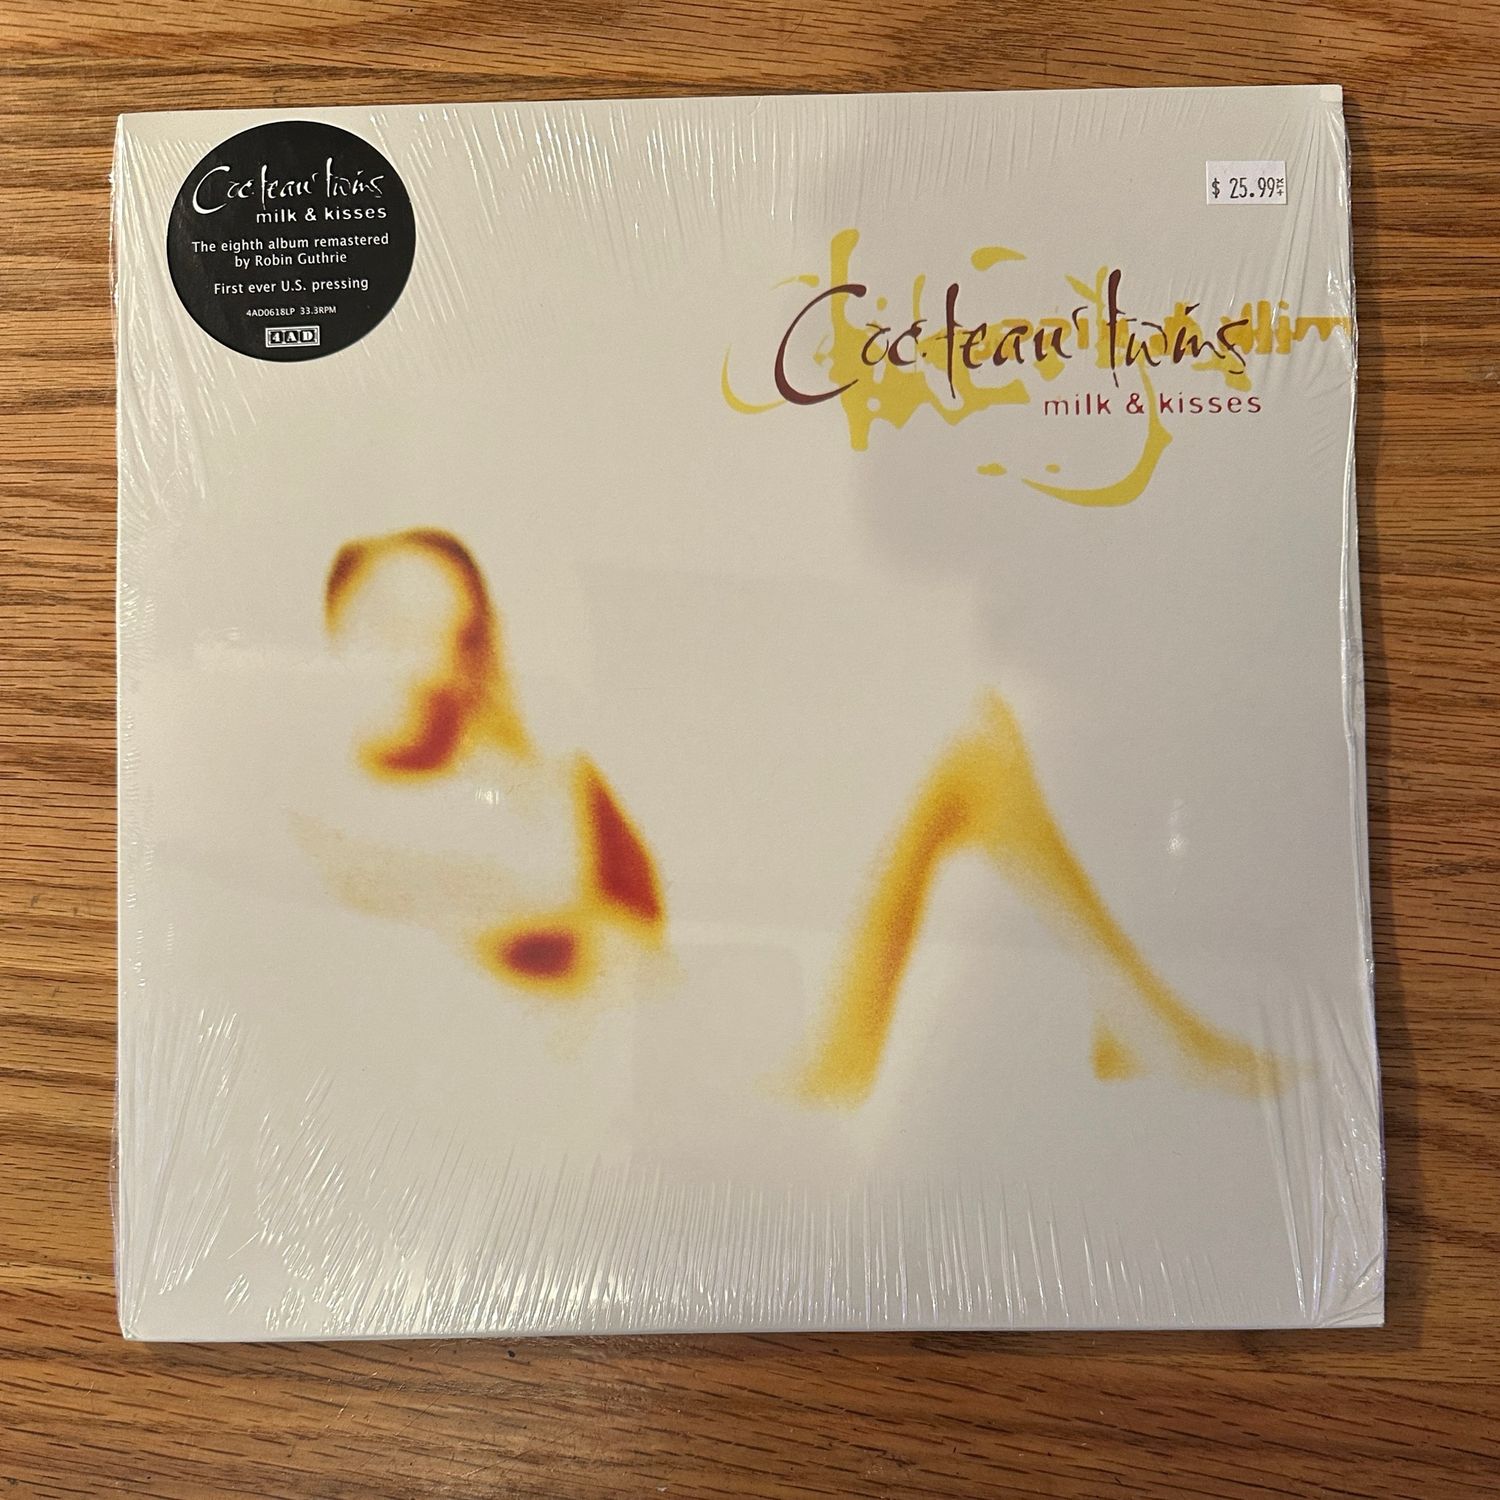 Cocteau Twins
milk & kisses
The eighth album remastered
by Robin Guthrie
First ever U.S. pressing
4AD0618LP 33.3RPM
4AD
$ 25.99
Cocteau Twins
milk & kisses